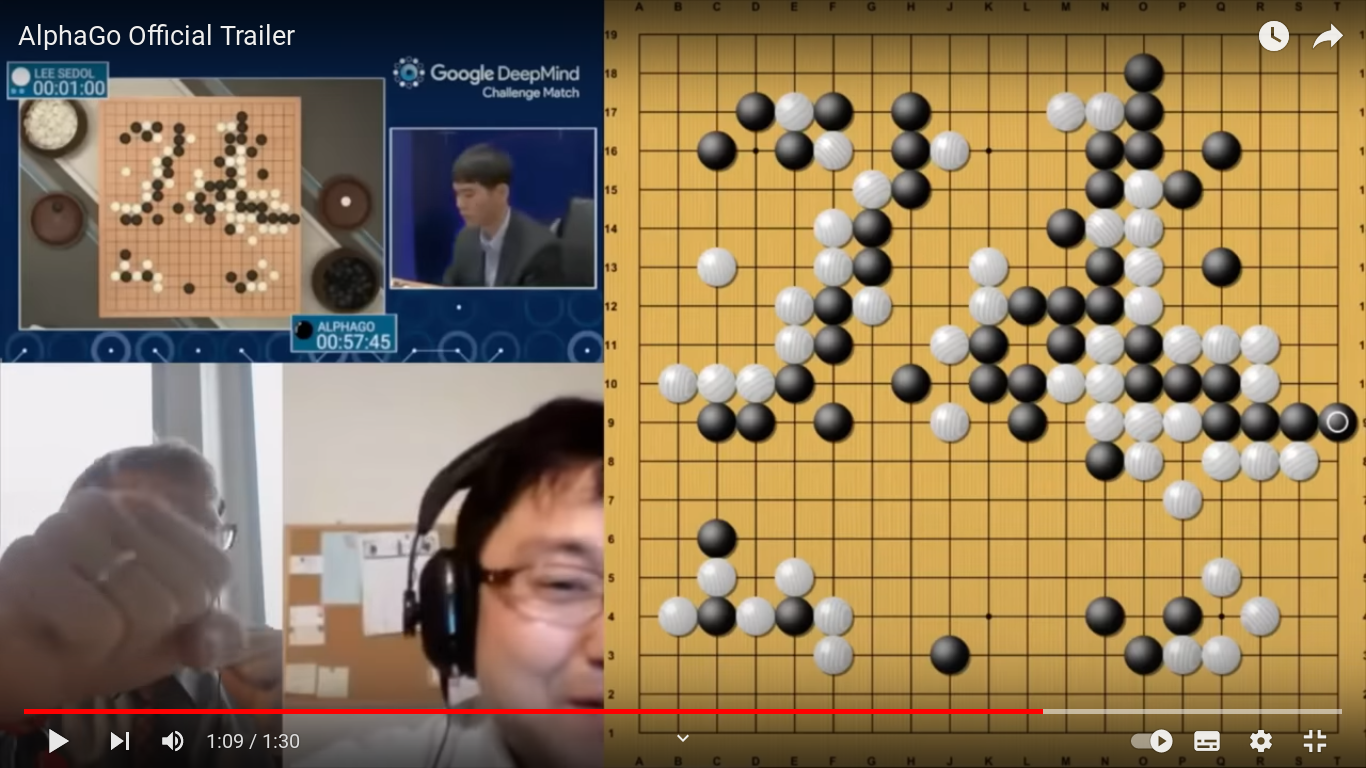 AlphaGo Official Trailer
LEE SEDOL
00:01:00
Google DeepMind
Challenge Match
ALPHAGO
00:57:45
A B C D E F G H J K L M N O P Q R S T
19
18
17
16
15
14
13
12
11
10
9
8
7
6
5
4
3
2
1
A B C D E F G H J K L M N O P Q R S T
1:09 / 1:30